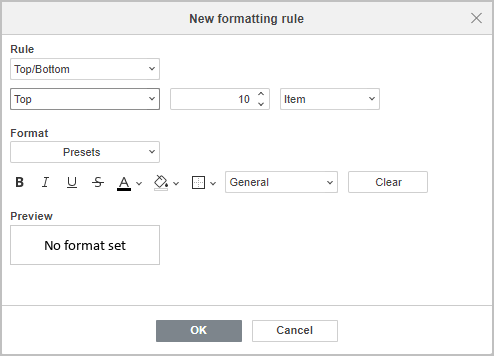 New formatting rule
Rule
Top/Bottom
Top 10 Item
Format
Presets
B I U S A General Clear
Preview
No format set
OK Cancel